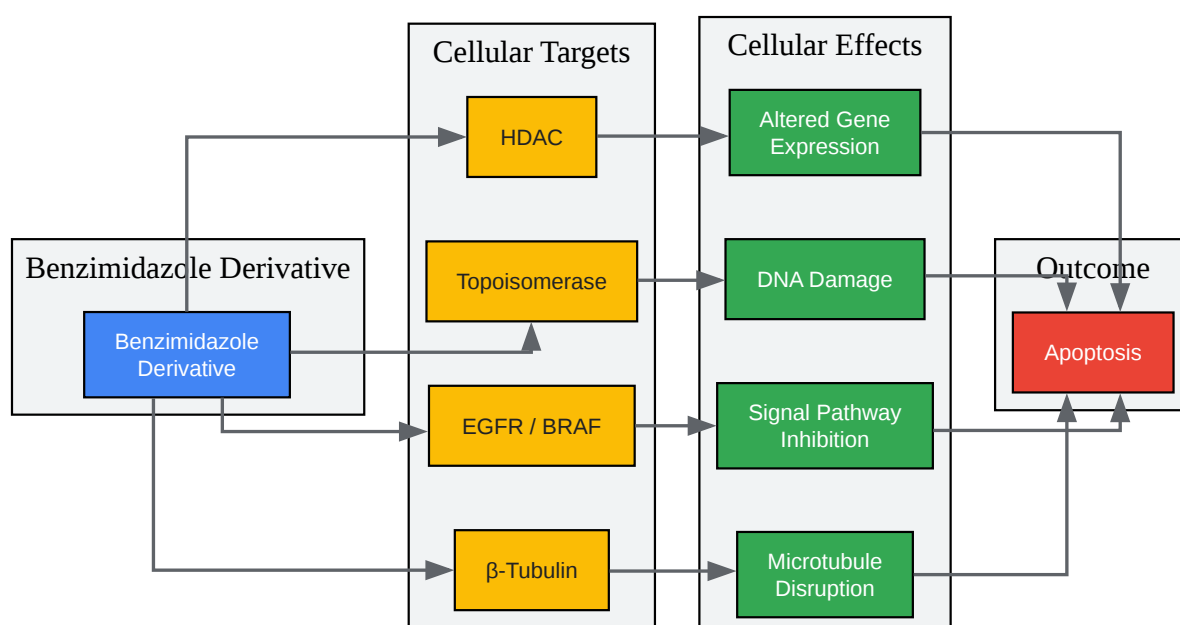 Cellular Targets
Cellular Effects
HDAC
Altered Gene
Expression
Benzimidazole Derivative
Topoisomerase
DNA Damage
Outcome
Benzimidazole
Derivative
Apoptosis
EGFR / BRAF
Signal Pathway
Inhibition
β-Tubulin
Microtubule
Disruption